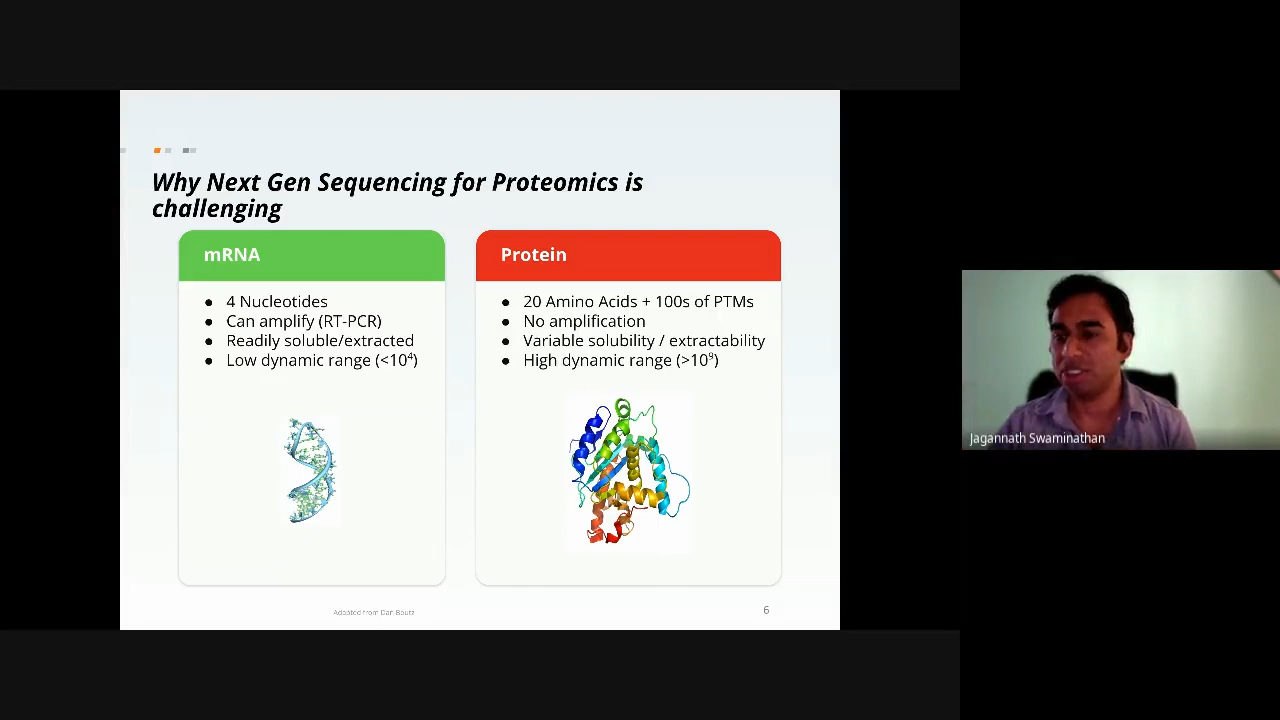 Why Next Gen Sequencing for Proteomics is
challenging
mRNA
● 4 Nucleotides
● Can amplify (RT-PCR)
● Readily soluble/extracted
● Low dynamic range (<10⁴)
Protein
● 20 Amino Acids + 100s of PTMs
● No amplification
● Variable solubility / extractability
● High dynamic range (>10⁹)
Adapted from Dan Boutz
6
Jagannath Swaminathan